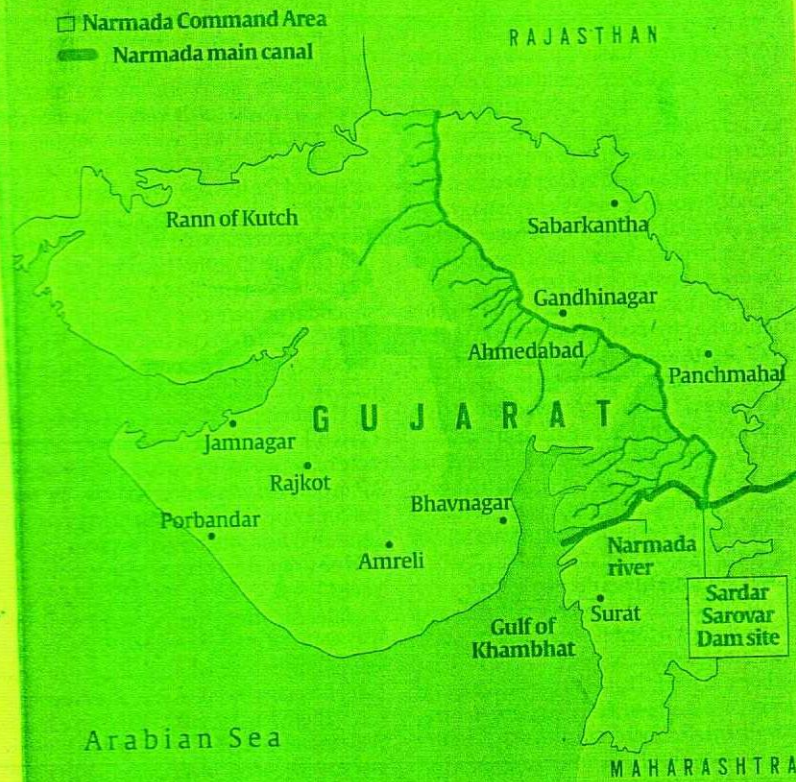 Narmada Command Area
Narmada main canal
RAJASTHAN
Rann of Kutch
Sabarkantha
Gandhinagar
Ahmedabad
Panchmahal
GUJARAT
Jamnagar
Rajkot
Bhavnagar
Porbandar
Amreli
Narmada
river
Sardar
Sarovar
Dam site
Surat
Gulf of
Khambhat
Arabian Sea
MAHARASHTRA